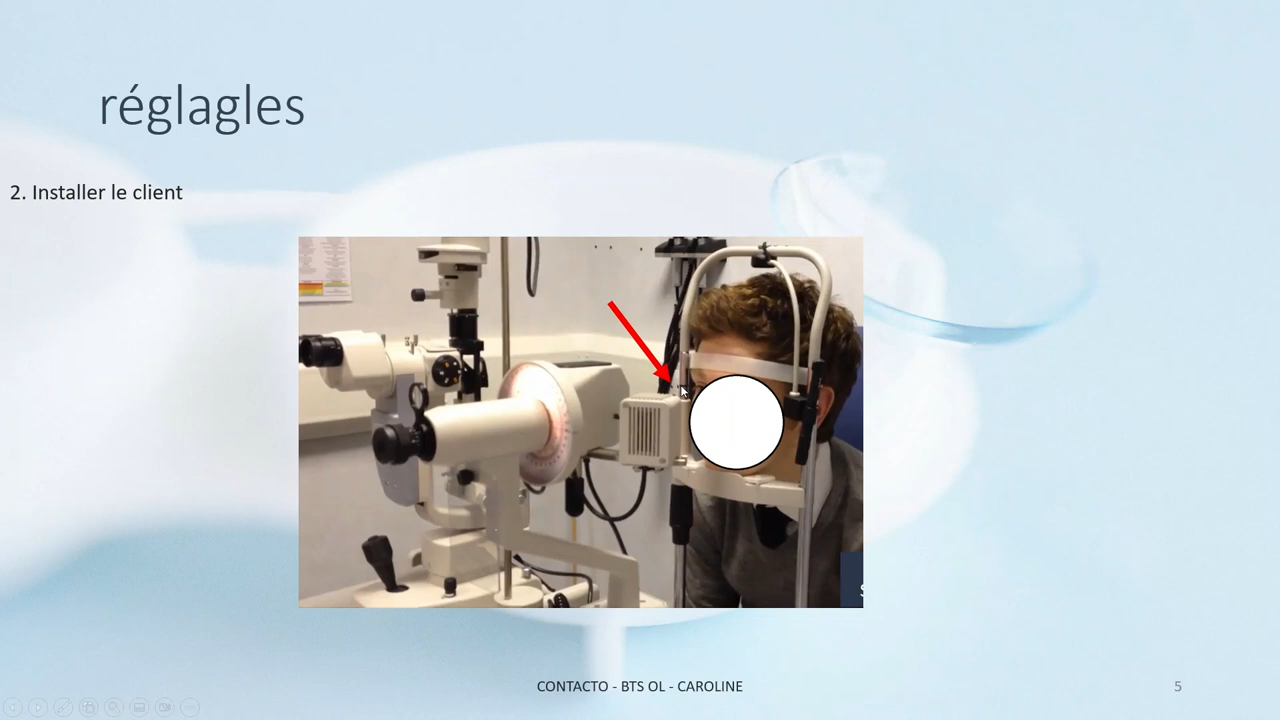 réglagles
2. Installer le client
CONTACTO - BTS OL - CAROLINE
5